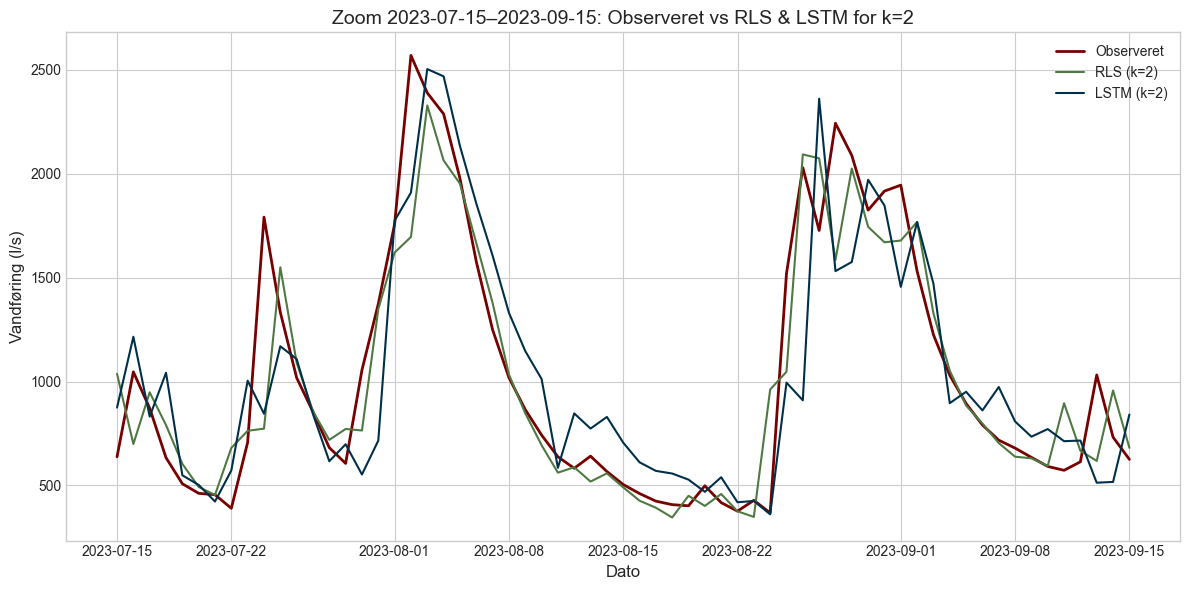 Zoom 2023-07-15–2023-09-15: Observeret vs RLS & LSTM for k=2
Observeret
RLS (k=2)
LSTM (k=2)
Vandføring (l/s)
2500
2000
1500
1000
500
2023-07-15
2023-07-22
2023-08-01
2023-08-08
2023-08-15
2023-08-22
2023-09-01
2023-09-08
2023-09-15
Dato